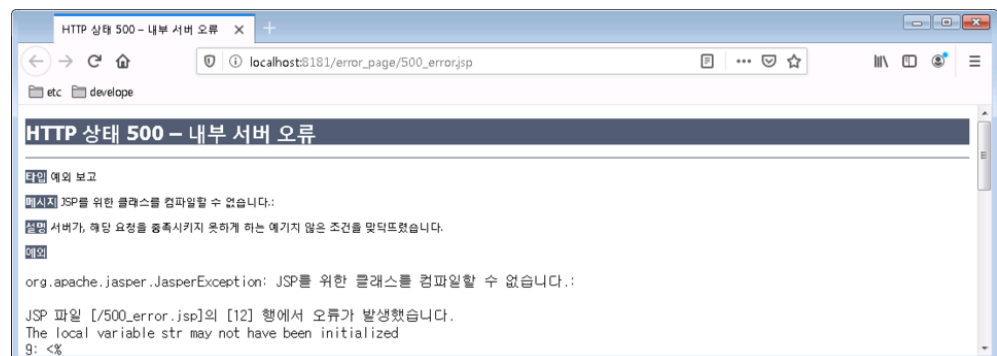 HTTP 상태 500 – 내부 서버 오류
localhost:8181/error_page/500_error.jsp
etc develope
HTTP 상태 500 – 내부 서버 오류
타입 예외 보고
메시지 JSP를 위한 클래스를 컴파일할 수 없습니다.:
설명 서버가, 해당 요청을 충족시키지 못하게 하는 예기치 않은 조건을 맞닥뜨렸습니다.
예외
org.apache.jasper.JasperException: JSP를 위한 클래스를 컴파일할 수 없습니다.:
JSP 파일 [/500_error.jsp]의 [12] 행에서 오류가 발생했습니다.
The local variable str may not have been initialized
9: <%